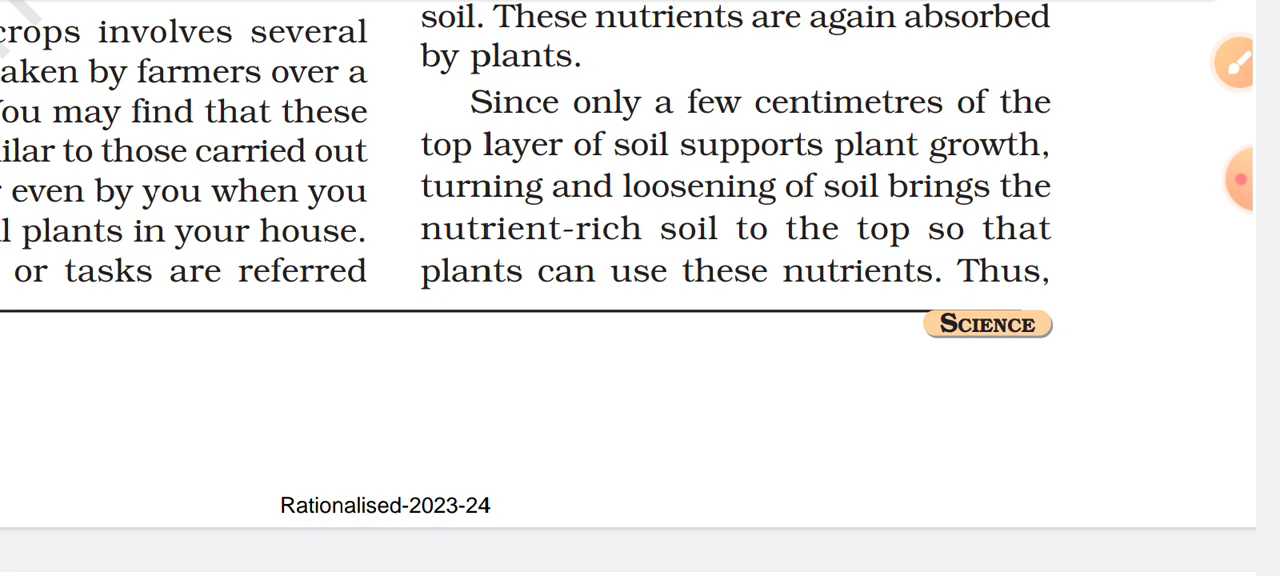 crops involves several
aken by farmers over a
You may find that these
ilar to those carried out
even by you when you
l plants in your house.
or tasks are referred
soil. These nutrients are again absorbed
by plants.
Since only a few centimetres of the
top layer of soil supports plant growth,
turning and loosening of soil brings the
nutrient-rich soil to the top so that
plants can use these nutrients. Thus,
SCIENCE
Rationalised-2023-24